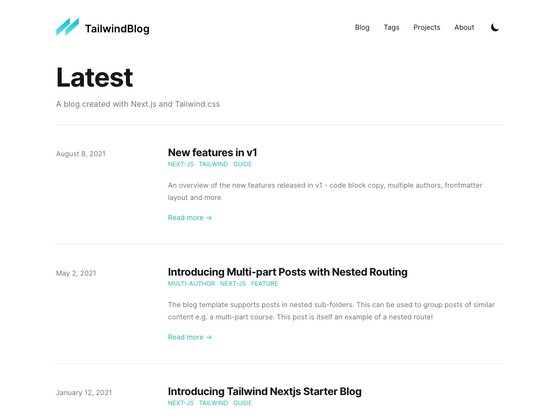 TailwindBlog
Blog Tags Projects About
Latest
A blog created with Next.js and Tailwind.css
August 8, 2021
New features in v1
NEXT-JS TAILWIND GUIDE
An overview of the new features released in v1 - code block copy, multiple authors, frontmatter
layout and more
Read more →
May 2, 2021
Introducing Multi-part Posts with Nested Routing
MULTI-AUTHOR NEXT-JS FEATURE
The blog template supports posts in nested sub-folders. This can be used to group posts of similar
content e.g. a multi-part course. This post is itself an example of a nested route!
Read more →
January 12, 2021
Introducing Tailwind Nextjs Starter Blog
NEXT-JS TAILWIND GUIDE